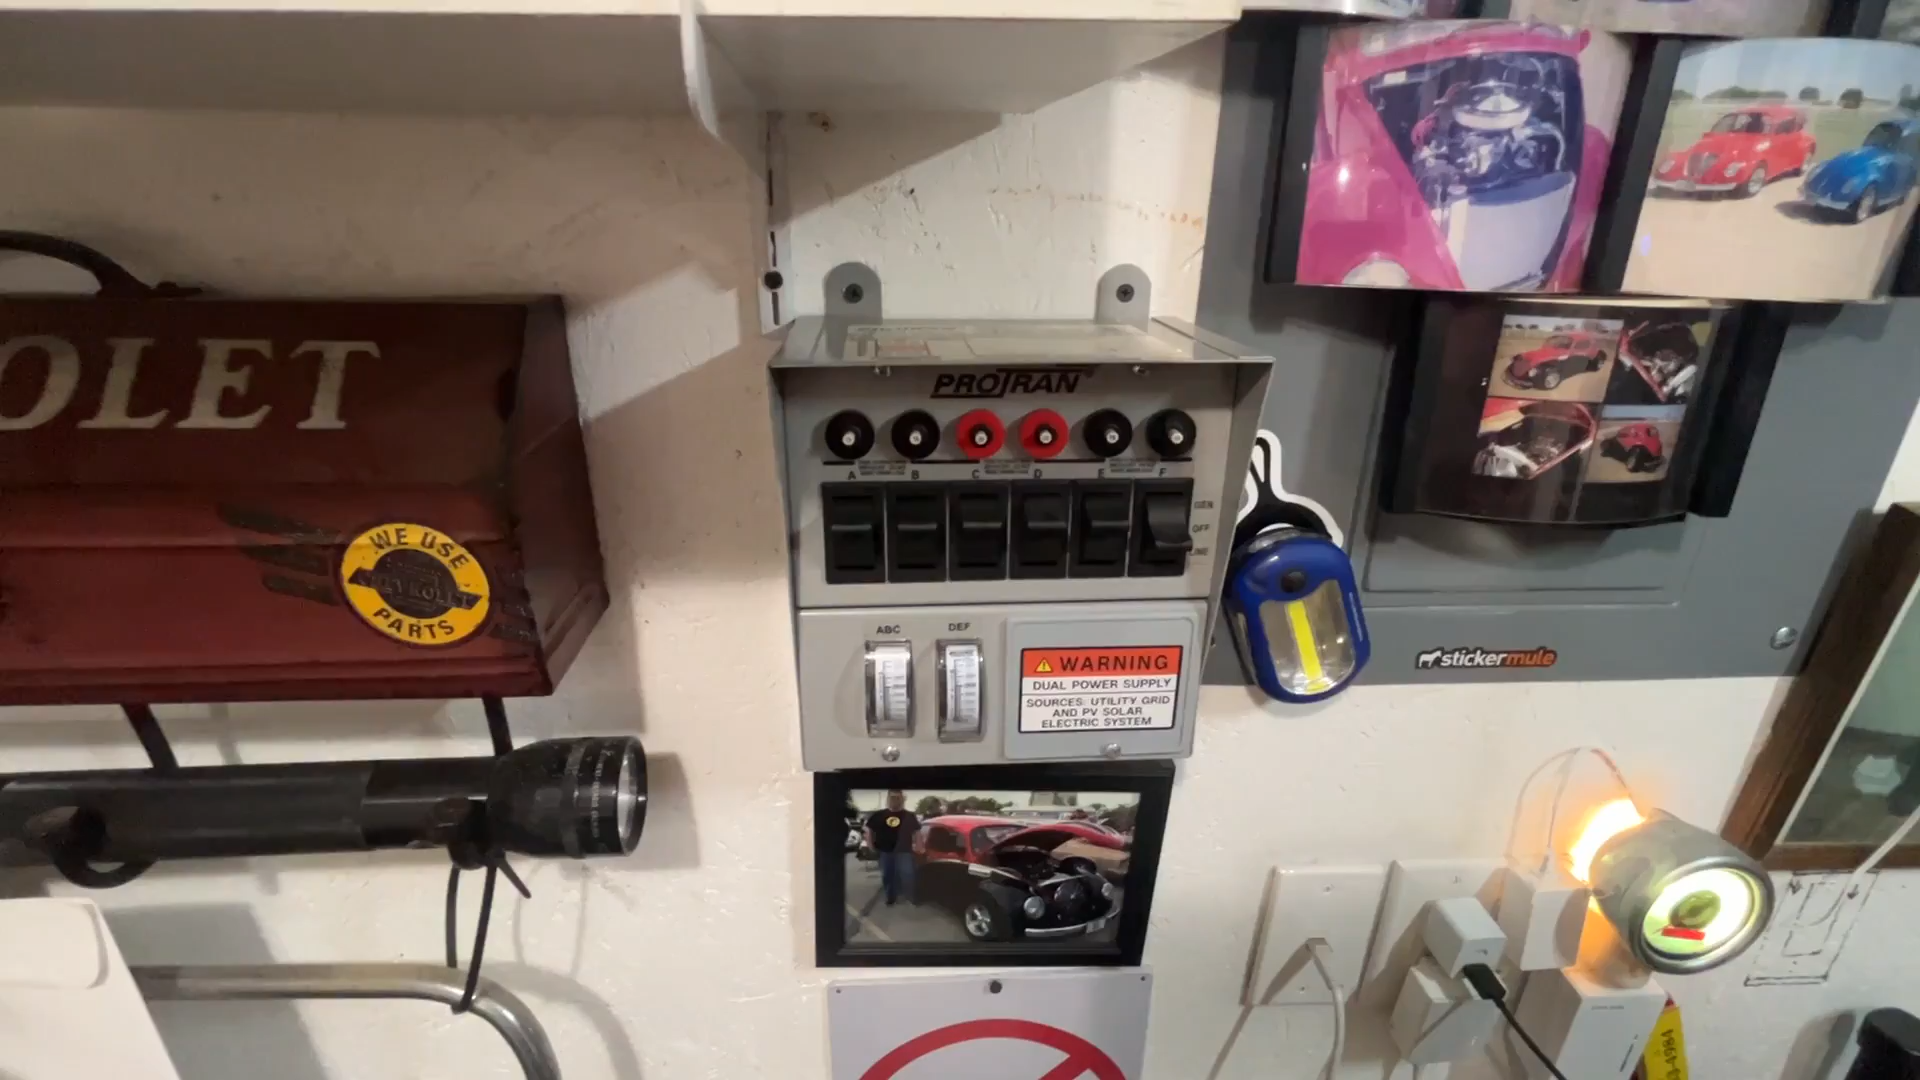 PROTRAN
OLET
A B C D E F
GEN
OFF
LINE
WE USE
CHEVROLET
PARTS
ABC DEF
WARNING
DUAL POWER SUPPLY
SOURCES: UTILITY GRID
AND PV SOLAR
ELECTRIC SYSTEM
stickermule